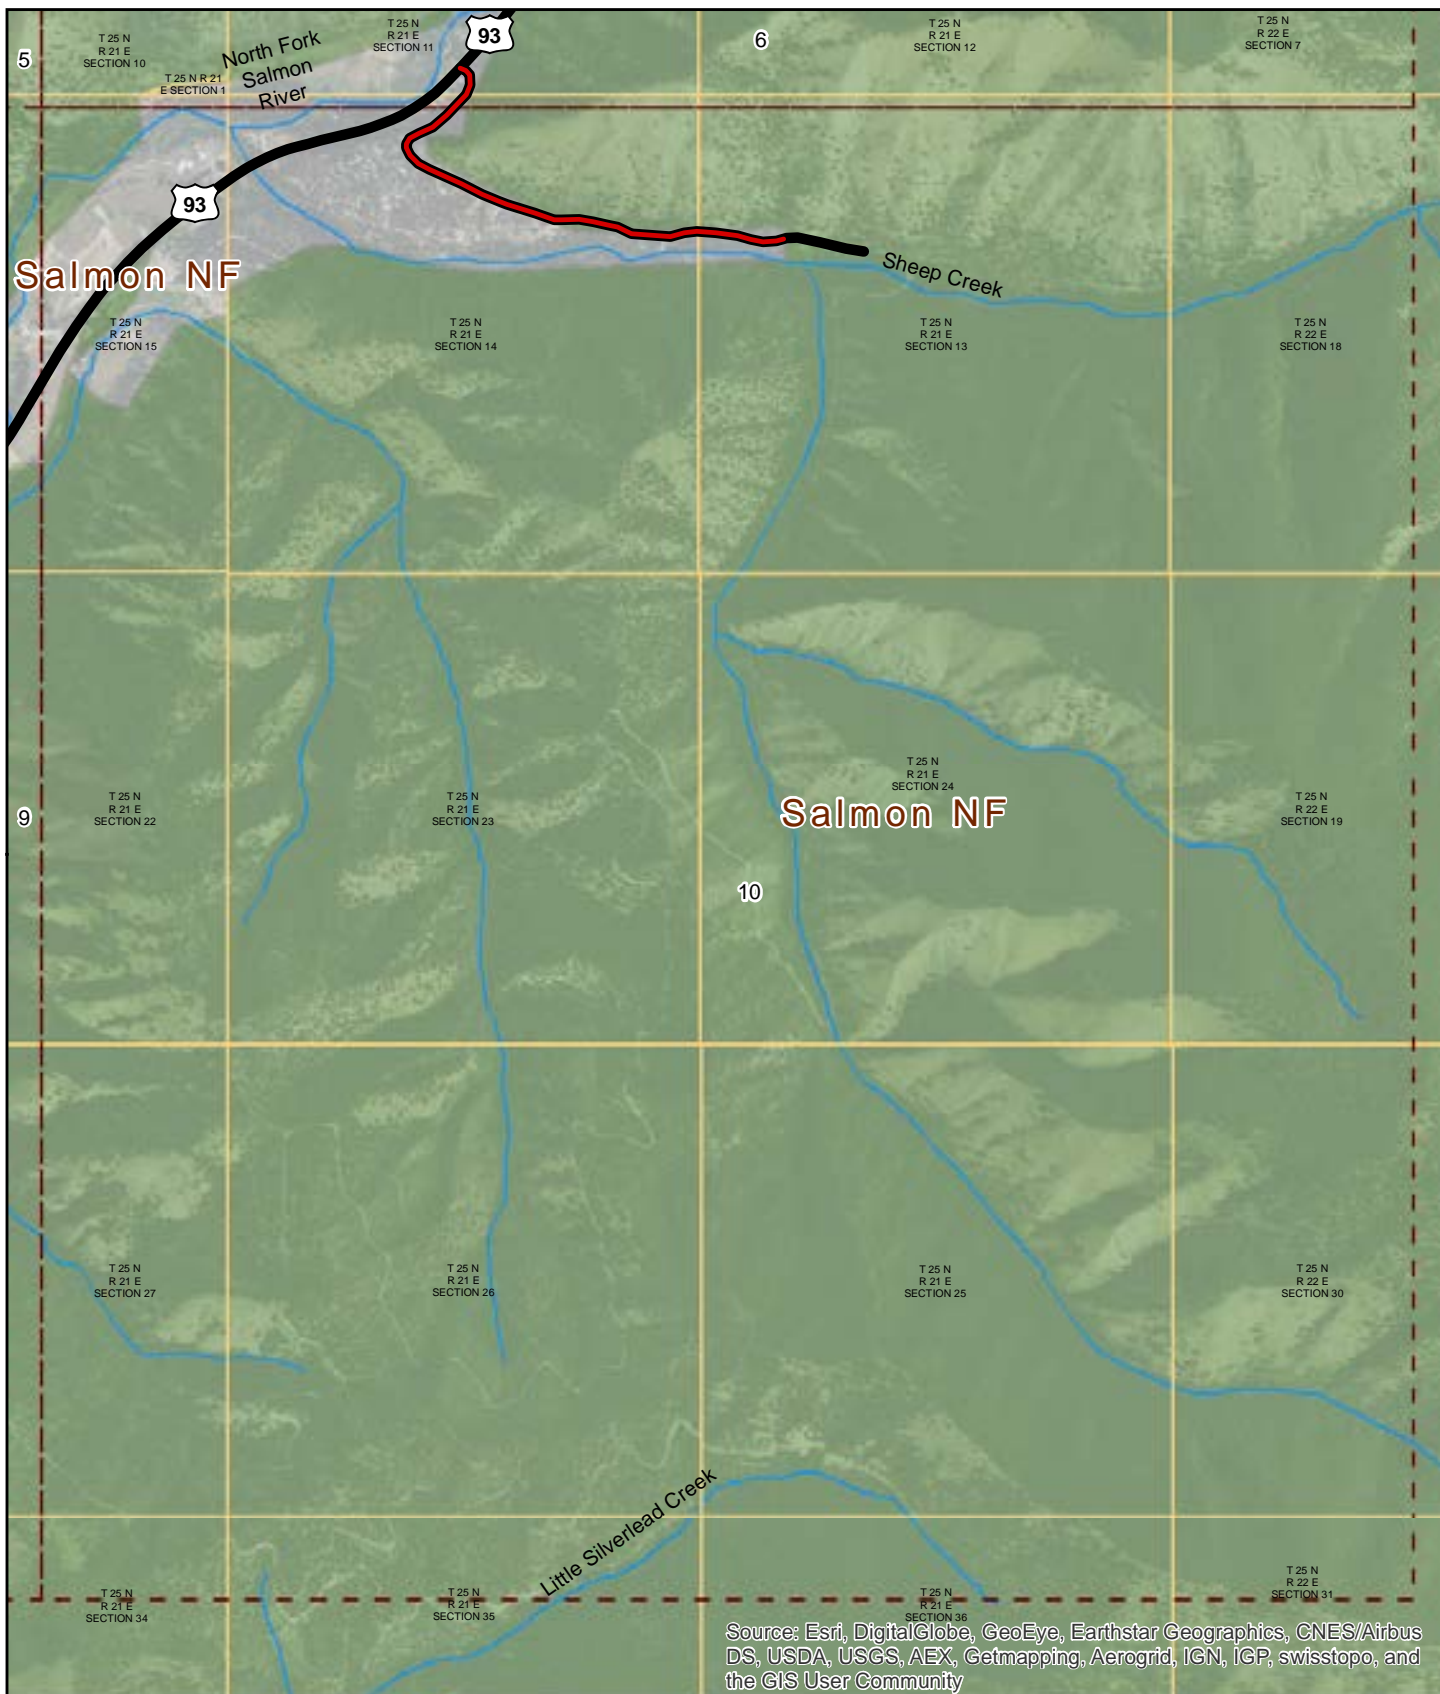 T 25 N
R 21 E
SECTION 10
T 25 N
R 21 E
SECTION 11
93
6
T 25 N
R 21 E
SECTION 12
T 25 N
R 22 E
SECTION 7
5
North Fork
Salmon
River
T 25 N R 21
E SECTION 1
93
Salmon NF
Sheep Creek
T 25 N
R 21 E
SECTION 15
T 25 N
R 21 E
SECTION 14
T 25 N
R 21 E
SECTION 13
T 25 N
R 22 E
SECTION 18
9
T 25 N
R 21 E
SECTION 22
T 25 N
R 21 E
SECTION 23
T 25 N
R 21 E
SECTION 24
Salmon NF
T 25 N
R 22 E
SECTION 19
10
T 25 N
R 21 E
SECTION 27
T 25 N
R 21 E
SECTION 26
T 25 N
R 21 E
SECTION 25
T 25 N
R 22 E
SECTION 30
Little Silverlead Creek
T 25 N
R 21 E
SECTION 34
T 25 N
R 21 E
SECTION 35
T 25 N
R 21 E
SECTION 36
T 25 N
R 22 E
SECTION 31
Source: Esri, DigitalGlobe, GeoEye, Earthstar Geographics, CNES/Airbus
DS, USDA, USGS, AEX, Getmapping, Aerogrid, IGN, IGP, swisstopo, and
the GIS User Community